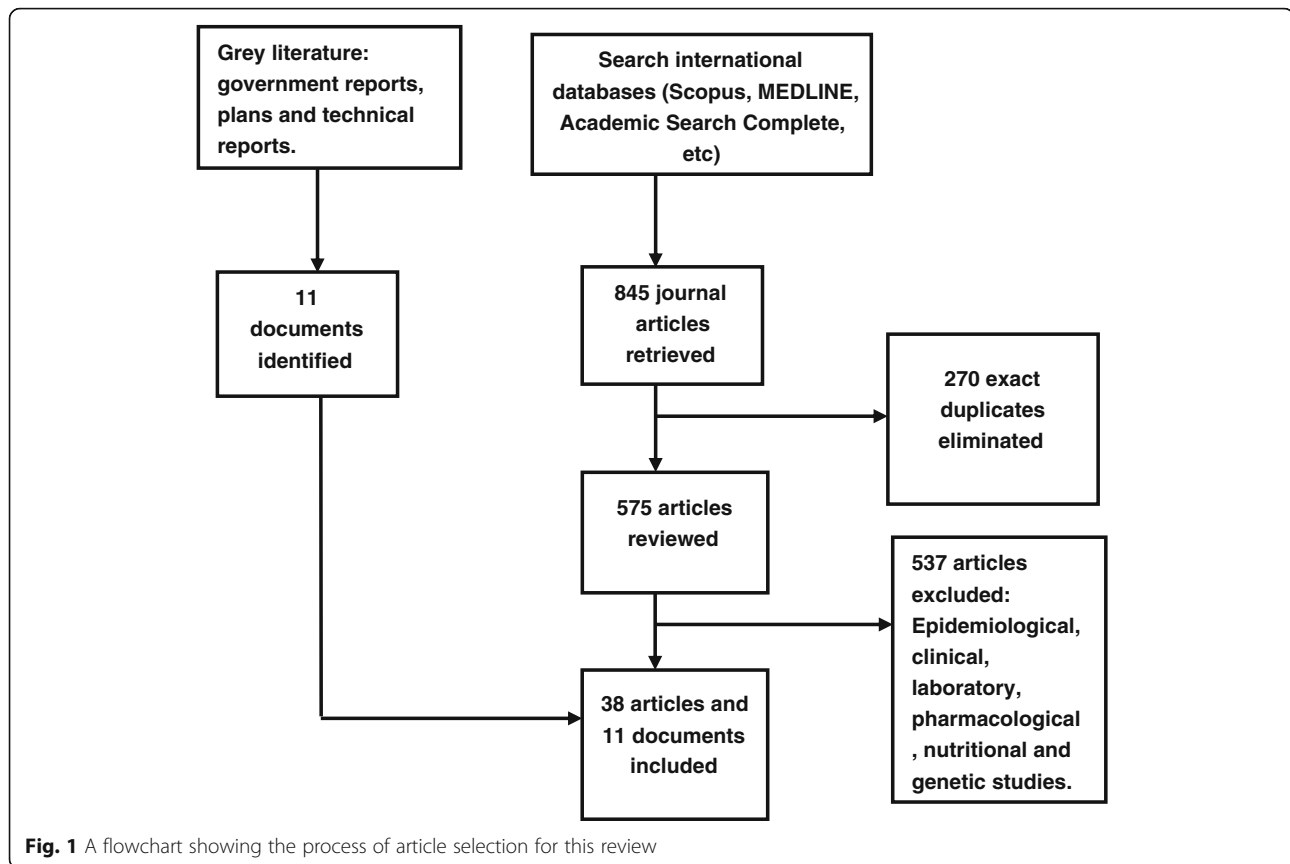 Grey literature:
government reports,
plans and technical
reports.
Search international
databases (Scopus, MEDLINE,
Academic Search Complete,
etc)
11
documents
identified
845 journal
articles
retrieved
270 exact
duplicates
eliminated
575 articles
reviewed
537 articles
excluded:
Epidemiological,
clinical,
laboratory,
pharmacological
, nutritional and
genetic studies.
38 articles and
11 documents
included
Fig. 1 A flowchart showing the process of article selection for this review